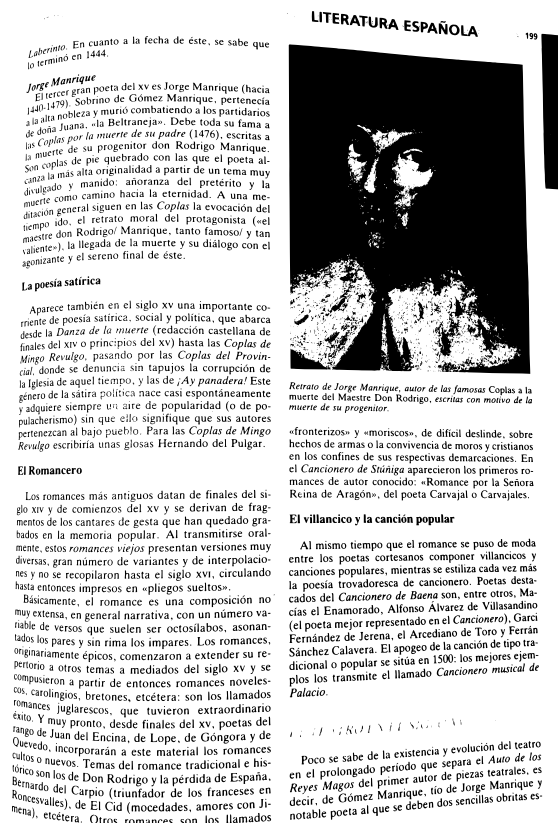 LITERATURA ESPAÑOLA
199
Laberinto. En cuanto a la fecha de éste, se sabe que
lo terminó en 1444.
Jorge Manrique
El tercer gran poeta del XV es Jorge Manrique (hacia
1440-1479). Sobrino de Gómez Manrique, pertenecía
a la alta nobleza y murió combatiendo a los partidarios
de doña Juana, «la Beltraneja». Debe toda su fama a
las Coplas por la muerte de su padre (1476), escritas a
la muerte de su progenitor don Rodrigo Manrique.
Son coplas de pie quebrado con las que el poeta al-
canza la más alta originalidad a partir de un tema muy
divulgado y manido: añoranza del pretérito y la
muerte como camino hacia la eternidad. A una me-
ditación general siguen en las Coplas la evocación del
tiempo ido, el retrato moral del protagonista («el
maestre don Rodrigo/ Manrique, tanto famoso/ y tan
valiente»), la llegada de la muerte y su diálogo con el
agonizante y el sereno final de éste.
La poesía satírica
Aparece también en el siglo XV una importante co-
rriente de poesía satírica, social y política, que abarca
desde la Danza de la muerte (redacción castellana de
finales del XIV o principios del XV) hasta las Coplas de
Mingo Revulgo, pasando por las Coplas del Provin-
cial, donde se denuncia sin tapujos la corrupción de
la Iglesia de aquel tiempo, y las de ¡Ay panadera! Este
género de la sátira política nace casi espontáneamente
y adquiere siempre un aire de popularidad (o de po-
pulacherismo) sin que ello signifique que sus autores
pertenezcan al bajo pueblo. Para las Coplas de Mingo
Revulgo escribiría unas glosas Hernando del Pulgar.
El Romancero
Los romances más antiguos datan de finales del si-
glo XIV y de comienzos del XV y se derivan de frag-
mentos de los cantares de gesta que han quedado gra-
bados en la memoria popular. Al transmitirse oral-
mente, estos romances viejos presentan versiones muy
diversas, gran número de variantes y de interpolacio-
nes y no se recopilaron hasta el siglo XVI, circulando
hasta entonces impresos en «pliegos sueltos».
Básicamente, el romance es una composición no
muy extensa, en general narrativa, con un número va-
riable de versos que suelen ser octosílabos, asonan-
tados los pares y sin rima los impares. Los romances,
originariamente épicos, comenzaron a extender su re-
pertorio a otros temas a mediados del siglo XV y se
compusieron a partir de entonces romances noveles-
cos, carolingios, bretones, etcétera: son los llamados
romances juglarescos, que tuvieron extraordinario
éxito. Y muy pronto, desde finales del XV, poetas del
rango de Juan del Encina, de Lope, de Góngora y de
Quevedo, incorporarán a este material los romances
cultos o nuevos. Temas del romance tradicional e his-
tórico son los de Don Rodrigo y la pérdida de España,
Bernardo del Carpio (triunfador de los franceses en
Roncesvalles), de El Cid (mocedades, amores con Ji-
mena), etcétera. Otros romances son los llamados
Retrato de Jorge Manrique, autor de las famosas Coplas a la
muerte del Maestre Don Rodrigo, escritas con motivo de la
muerte de su progenitor.
«fronterizos» y «moriscos», de difícil deslinde, sobre
hechos de armas o la convivencia de moros y cristianos
en los confines de sus respectivas demarcaciones. En
el Cancionero de Stúñiga aparecieron los primeros ro-
mances de autor conocido: «Romance por la Señora
Reina de Aragón», del poeta Carvajal o Carvajales.
El villancico y la canción popular
Al mismo tiempo que el romance se puso de moda
entre los poetas cortesanos componer villancicos y
canciones populares, mientras se estiliza cada vez más
la poesía trovadoresca de cancionero. Poetas desta-
cados del Cancionero de Baena son, entre otros, Ma-
cías el Enamorado, Alfonso Álvarez de Villasandino
(el poeta mejor representado en el Cancionero), Garci
Fernández de Jerena, el Arcediano de Toro y Ferrán
Sánchez Calavera. El apogeo de la canción de tipo tra-
dicional o popular se sitúa en 1500: los mejores ejem-
plos los transmite el llamado Cancionero musical de
Palacio.
Poco se sabe de la existencia y evolución del teatro
en el prolongado período que separa el Auto de los
Reyes Magos del primer autor de piezas teatrales, es
decir, de Gómez Manrique, tío de Jorge Manrique y
notable poeta al que se deben dos sencillas obritas es-